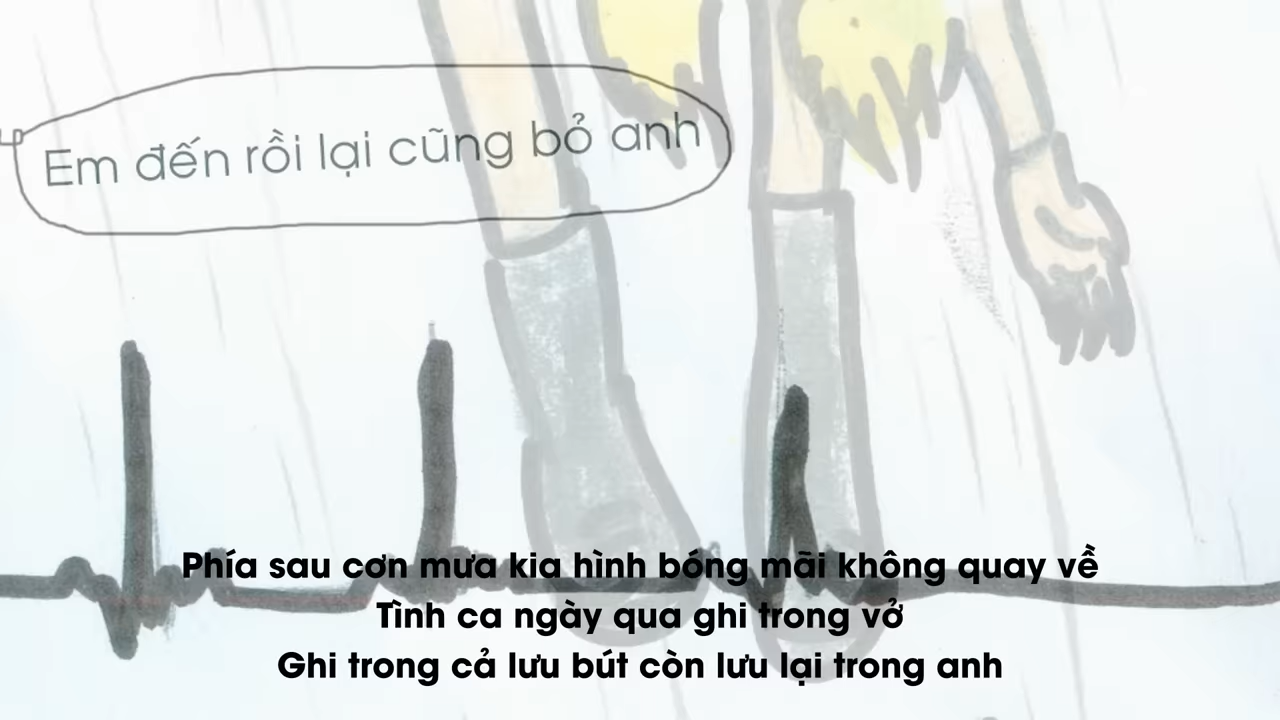 Em đến rồi lại cũng bỏ anh
Phía sau cơn mưa kia hình bóng mãi không quay về
Tình ca ngày qua ghi trong vở
Ghi trong cả lưu bút còn lưu lại trong anh